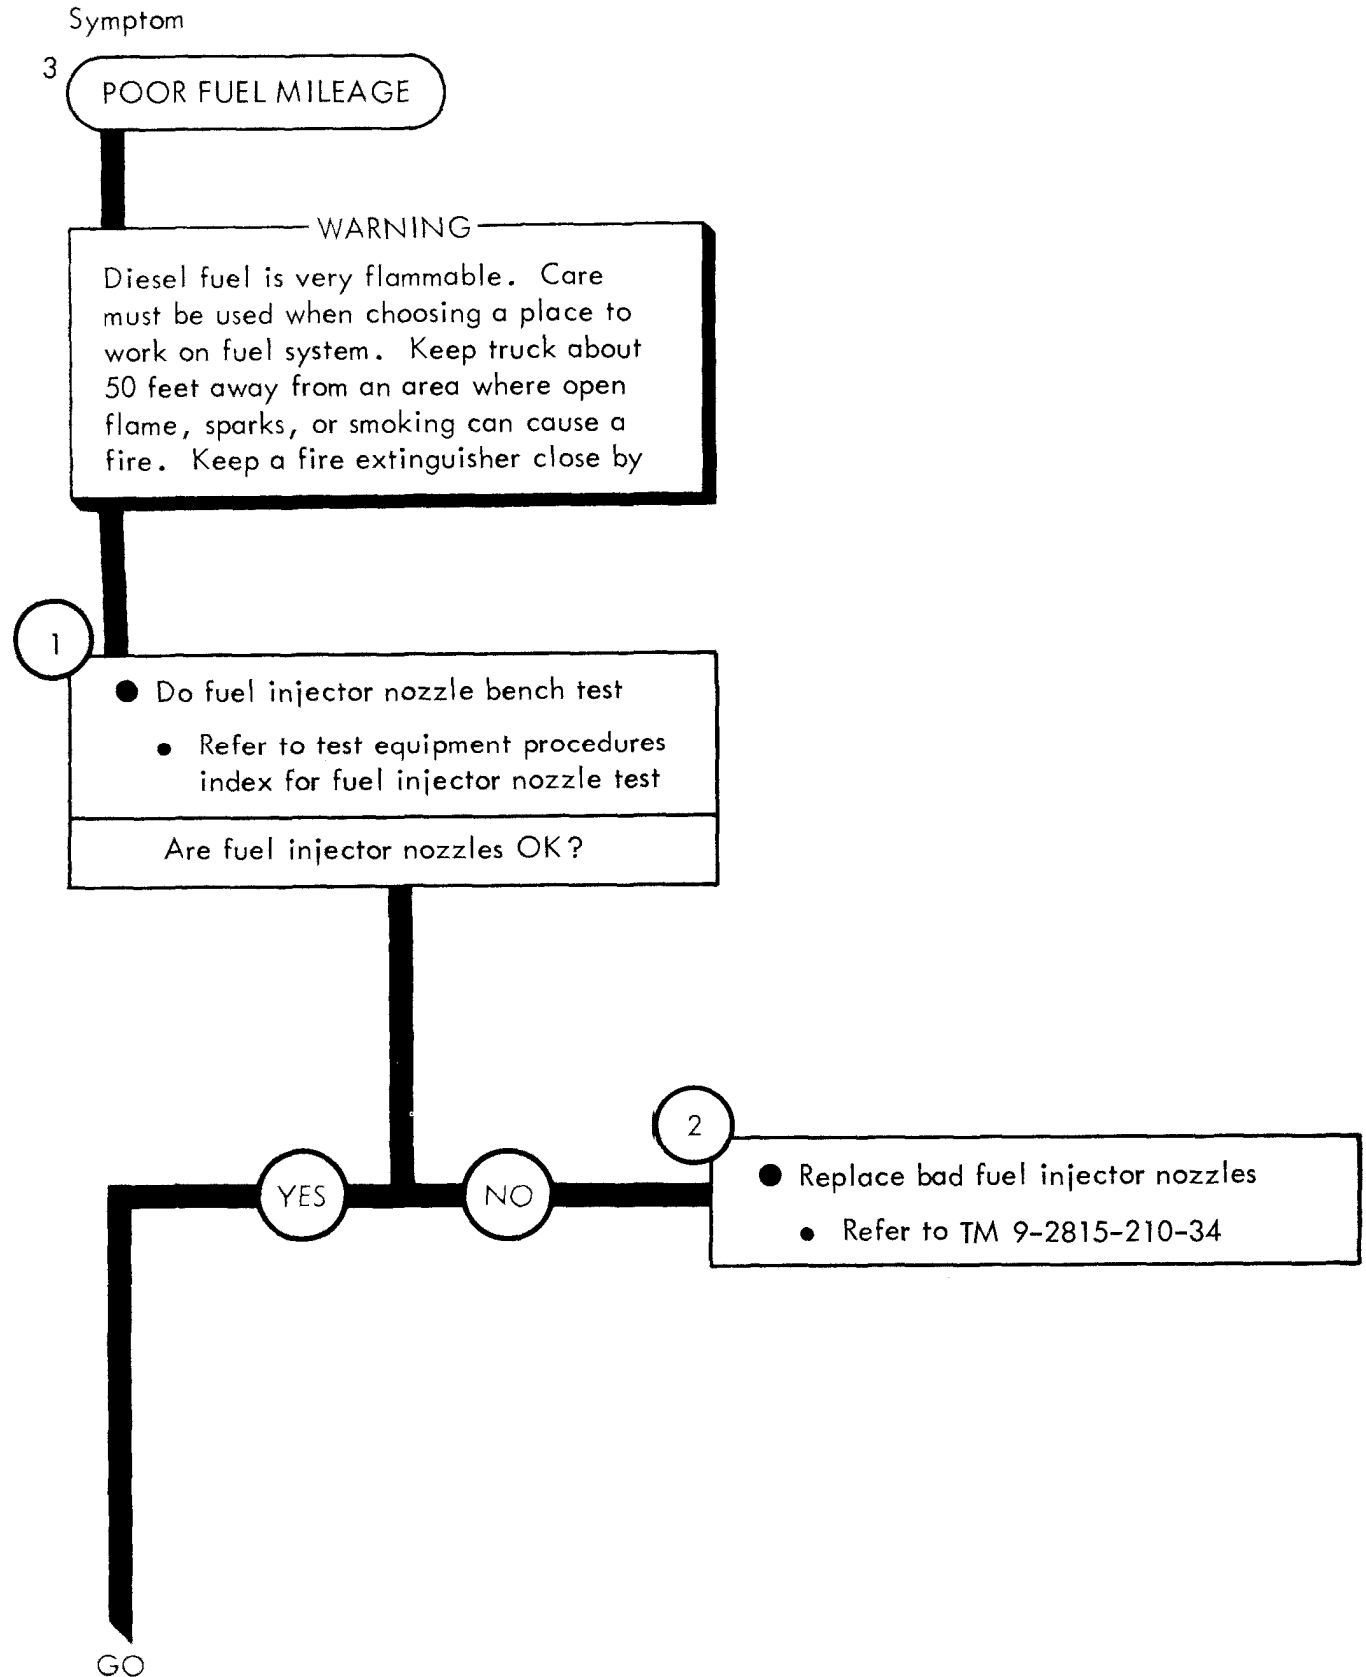 Symptom
3
POOR FUEL MILEAGE
WARNING
Diesel fuel is very flammable. Care
must be used when choosing a place to
work on fuel system. Keep truck about
50 feet away from an area where open
flame, sparks, or smoking can cause a
fire. Keep a fire extinguisher close by
1
● Do fuel injector nozzle bench test
• Refer to test equipment procedures
index for fuel injector nozzle test
Are fuel injector nozzles OK?
YES
NO
2
● Replace bad fuel injector nozzles
• Refer to TM 9-2815-210-34
GO